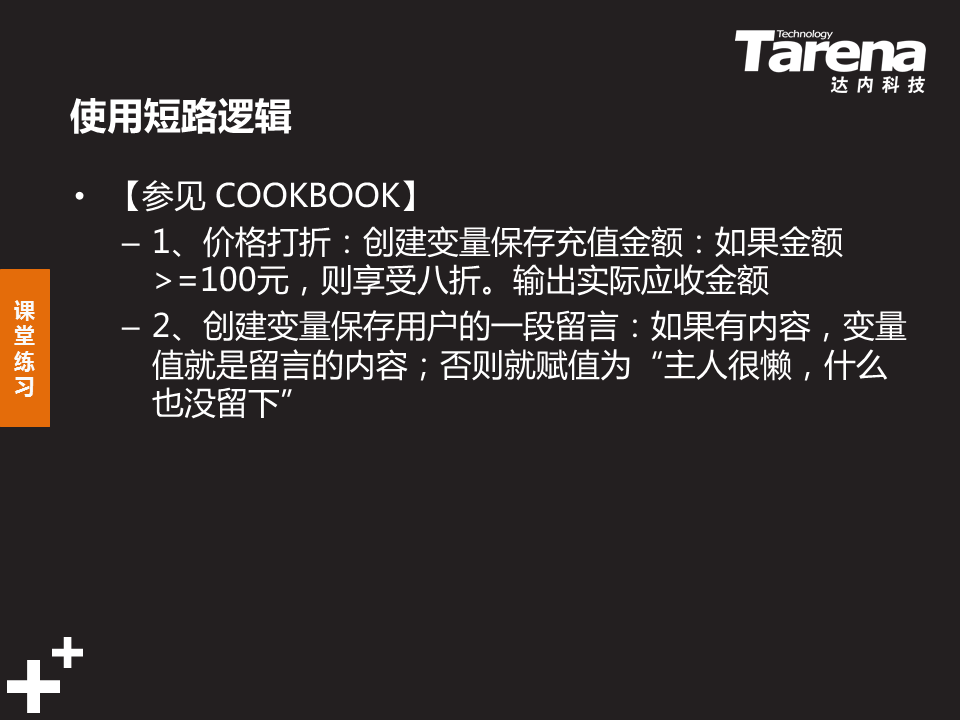 Technology
Tarena
达内科技
使用短路逻辑
• 【参见 COOKBOOK】
– 1、价格打折：创建变量保存充值金额：如果金额
>=100元，则享受八折。输出实际应收金额
– 2、创建变量保存用户的一段留言：如果有内容，变量
值就是留言的内容；否则就赋值为“主人很懒，什么
也没留下”
课
堂
练
习